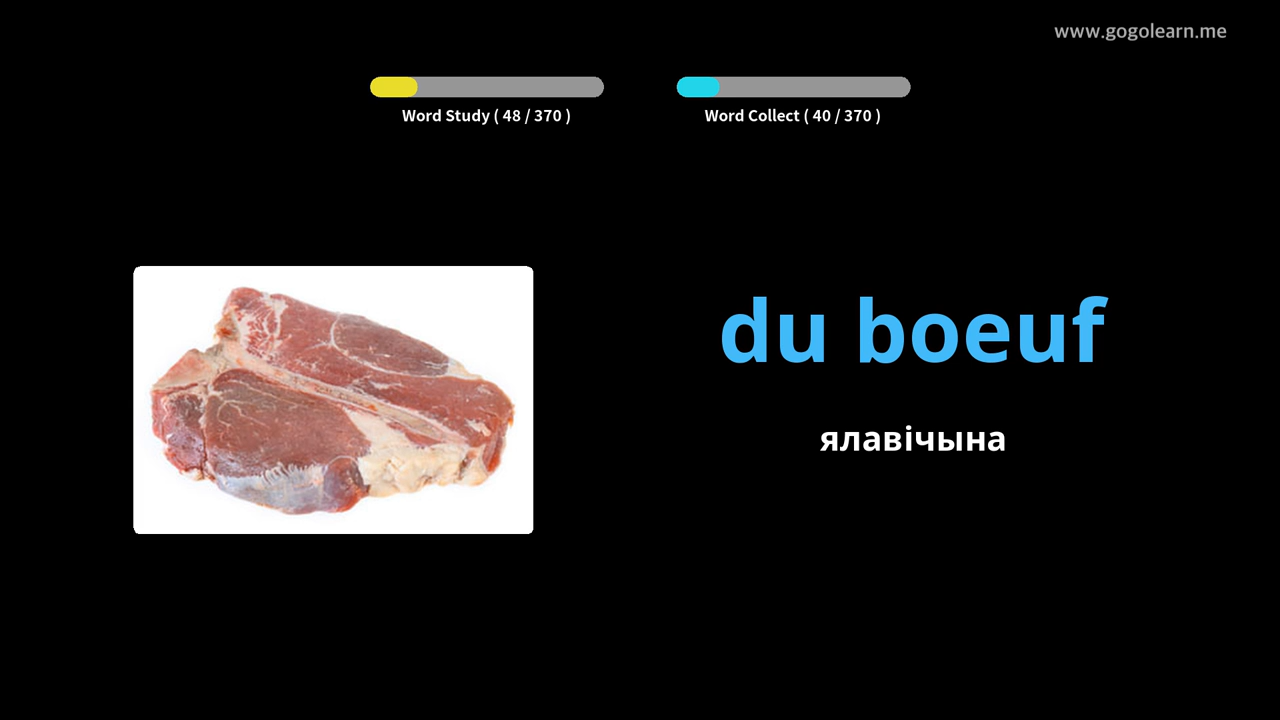 www.gogolearn.me
Word Study ( 48 / 370 )
Word Collect ( 40 / 370 )
du boeuf
ялавічына